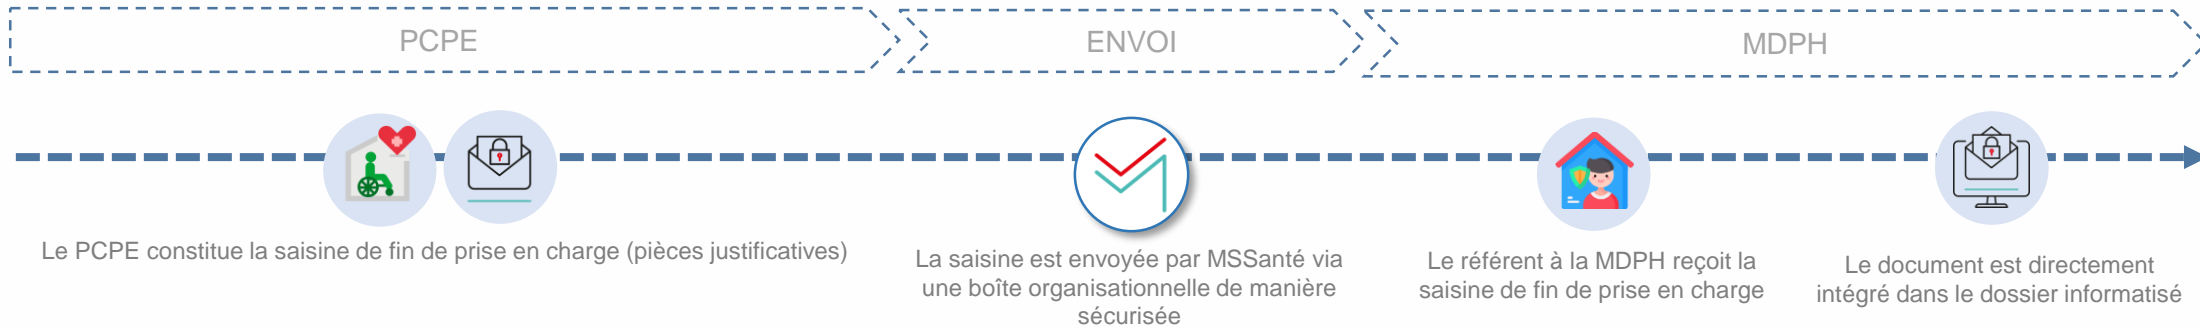 PCPE
ENVOI
MDPH
Le PCPE constitue la saisine de fin de prise en charge (pièces justificatives)
La saisine est envoyée par MSSanté via
une boîte organisationnelle de manière
sécurisée
Le référent à la MDPH reçoit la
saisine de fin de prise en charge
Le document est directement
intégré dans le dossier informatisé